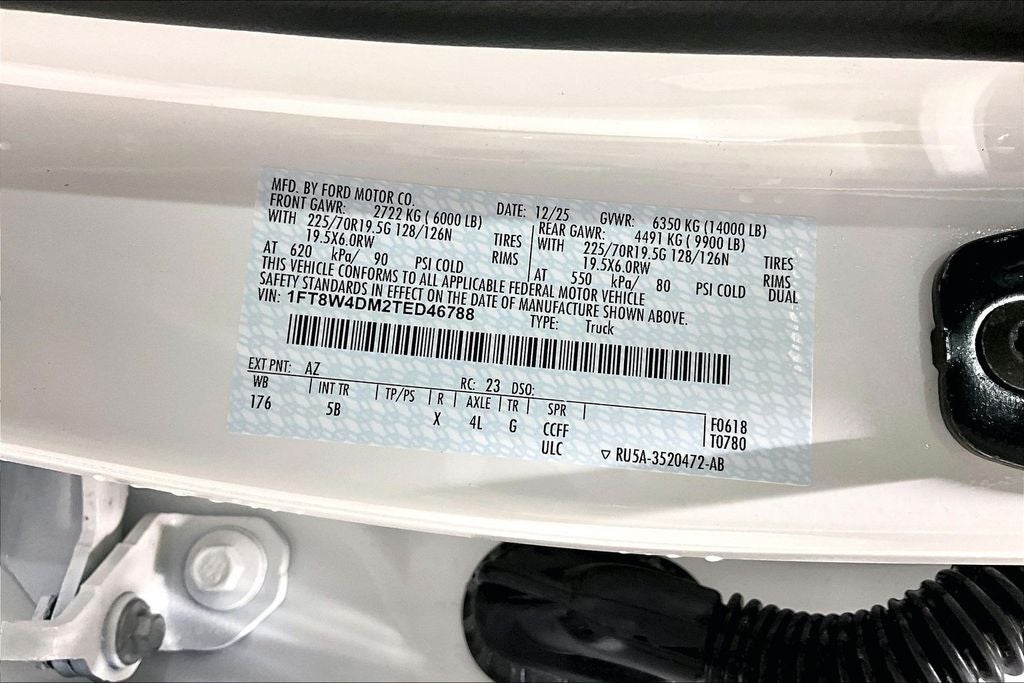 MFD. BY FORD MOTOR CO.
DATE: 12/25 GVWR: 6350 KG (14000 LB)
FRONT GAWR: 2722 KG ( 6000 LB)
WITH 225/70R19.5G 128/126N TIRES
19.5X6.0RW RIMS
AT 620 kPa/ 90 PSI COLD
REAR GAWR: 4491 KG ( 9900 LB)
WITH 225/70R19.5G 128/126N TIRES
19.5X6.0RW RIMS
AT 550 kPa/ 80 PSI COLD DUAL
THIS VEHICLE CONFORMS TO ALL APPLICABLE FEDERAL MOTOR VEHICLE
SAFETY STANDARDS IN EFFECT ON THE DATE OF MANUFACTURE SHOWN ABOVE.
VIN: 1FT8W4DM2TED46788 TYPE: Truck
EXT PNT: AZ RC: 23 DSO:
WB INT TR TP/PS R AXLE TR SPR
176 5B X 4L G CCFF
ULC
F0618
T0780
RU5A-3520472-AB